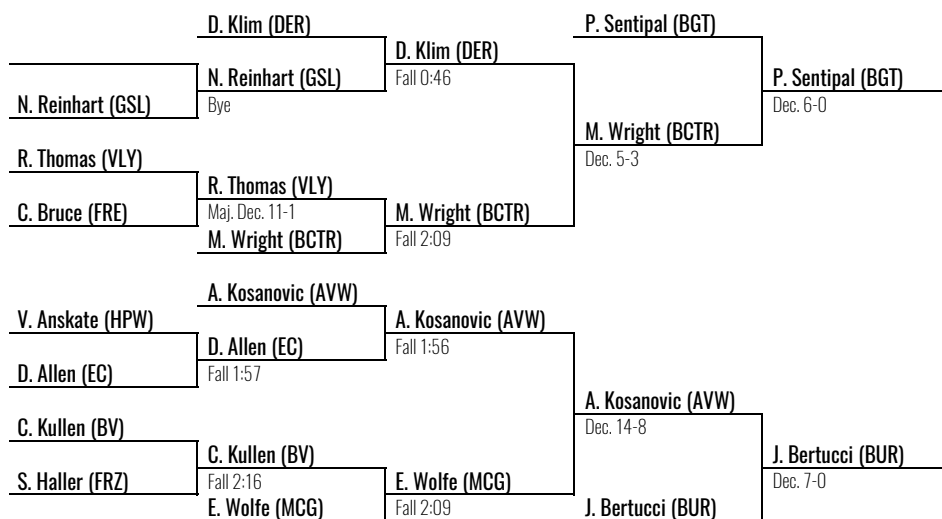 D. Klim (DER)
P. Sentipal (BGT)
D. Klim (DER)
Fall 0:46
N. Reinhart (GSL)
Bye
P. Sentipal (BGT)
Dec. 6-0
N. Reinhart (GSL)
M. Wright (BCTR)
Dec. 5-3
R. Thomas (VLY)
R. Thomas (VLY)
Maj. Dec. 11-1
C. Bruce (FRE)
M. Wright (BCTR)
Fall 2:09
M. Wright (BCTR)
A. Kosanovic (AVW)
V. Anskate (HPW)
A. Kosanovic (AVW)
Fall 1:56
D. Allen (EC)
Fall 1:57
D. Allen (EC)
A. Kosanovic (AVW)
Dec. 14-8
C. Kullen (BV)
C. Kullen (BV)
Fall 2:16
J. Bertucci (BUR)
Dec. 7-0
S. Haller (FRZ)
E. Wolfe (MCG)
Fall 2:09
E. Wolfe (MCG)
J. Bertucci (BUR)